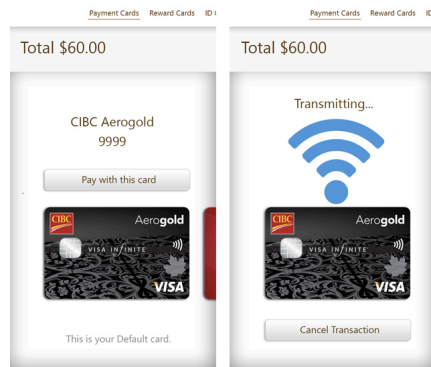 Payment Cards Reward Cards ID
Total $60.00
CIBC Aerogold
9999
Pay with this card
CIBC Aerogold
VISA INFINITE
VISA
This is your Default card.
Payment Cards Reward Cards
Total $60.00
Transmitting...
CIBC Aerogold
VISA INFINITE
VISA
Cancel Transaction